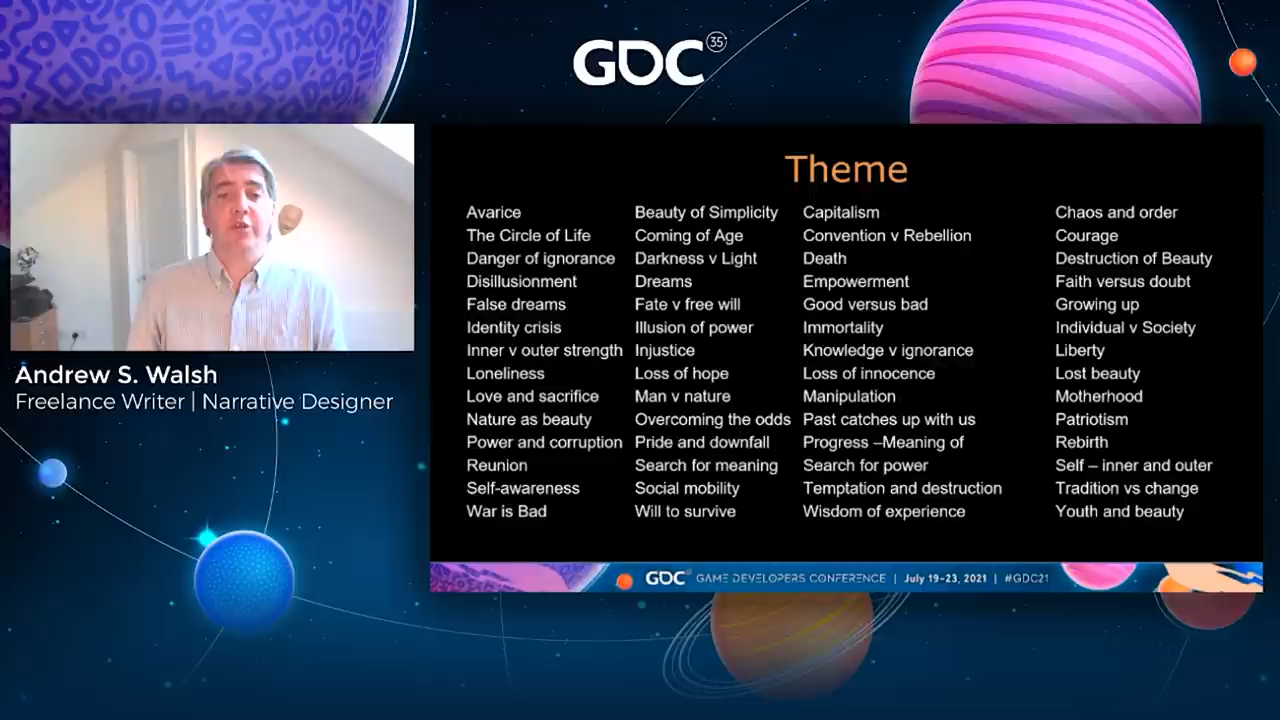 GDC 35
Andrew S. Walsh
Freelance Writer | Narrative Designer
Theme
Avarice Beauty of Simplicity Capitalism Chaos and order
The Circle of Life Coming of Age Convention v Rebellion Courage
Danger of ignorance Darkness v Light Death Destruction of Beauty
Disillusionment Dreams Empowerment Faith versus doubt
False dreams Fate v free will Good versus bad Growing up
Identity crisis Illusion of power Immortality Individual v Society
Inner v outer strength Injustice Knowledge v ignorance Liberty
Loneliness Loss of hope Loss of innocence Lost beauty
Love and sacrifice Man v nature Manipulation Motherhood
Nature as beauty Overcoming the odds Past catches up with us Patriotism
Power and corruption Pride and downfall Progress –Meaning of Rebirth
Reunion Search for meaning Search for power Self – inner and outer
Self-awareness Social mobility Temptation and destruction Tradition vs change
War is Bad Will to survive Wisdom of experience Youth and beauty
GDC GAME DEVELOPERS CONFERENCE | July 19-23, 2021 | #GDC21